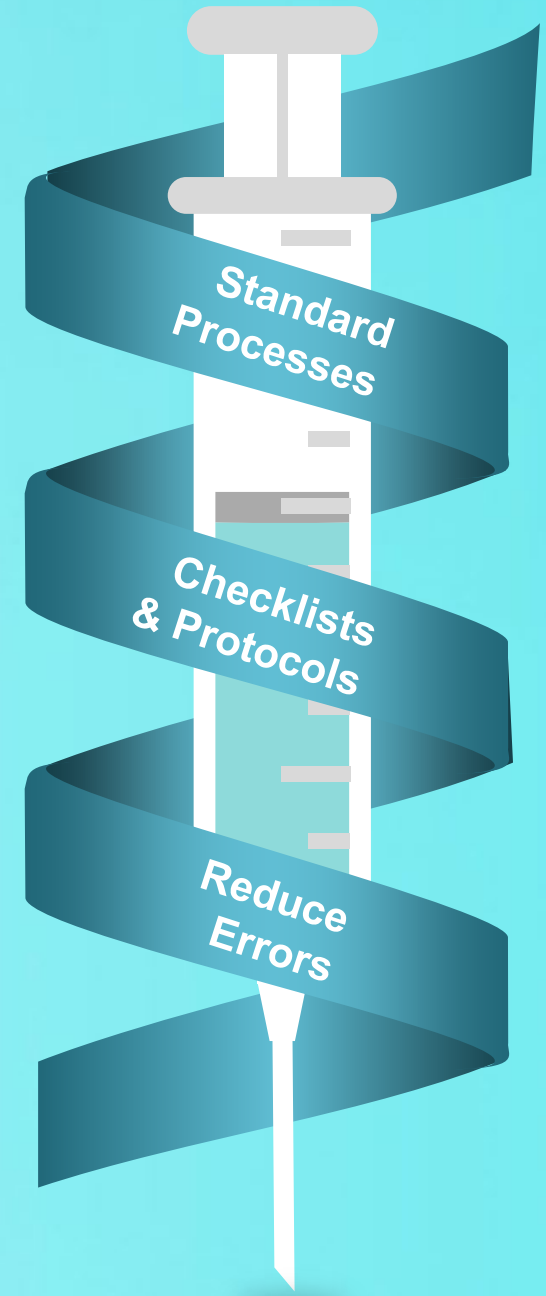 Standard
Processes
Checklists
& Protocols
Reduce
Errors